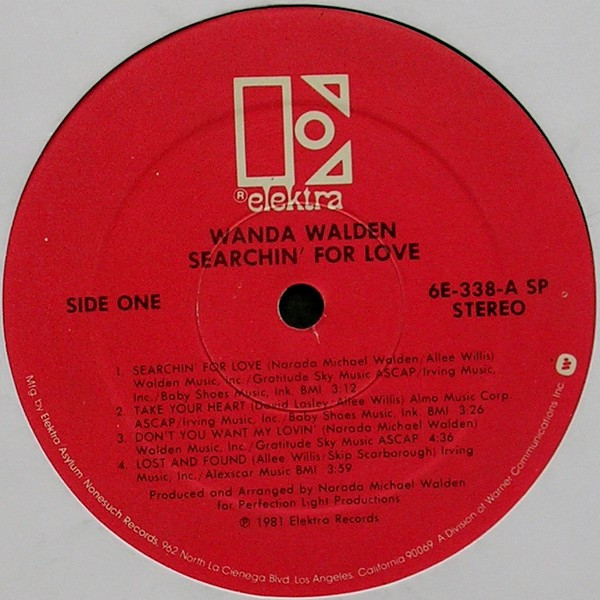 ® elektra
WANDA WALDEN
SEARCHIN' FOR LOVE
SIDE ONE
6E-338-A SP
STEREO
1. SEARCHIN' FOR LOVE (Narada Michael Walden/Allee Willis)
Walden Music, Inc./Gratitude Sky Music ASCAP/Irving Music,
Inc./Baby Shoes Music, Ink. BMI 3:12
2. TAKE YOUR HEART (David Lasley/Allee Willis) Almo Music Corp.
ASCAP/Irving Music, Inc./Baby Shoes Music, Ink. BMI 3:26
3. DON'T YOU WANT MY LOVIN' (Narada Michael Walden)
Walden Music, Inc./Gratitude Sky Music ASCAP 4:36
4. LOST AND FOUND (Allee Willis/Skip Scarborough) Irving
Music, Inc./Alexscar Music BMI 3:59
Produced and Arranged by Narada Michael Walden
for Perfection Light Productions
℗ 1981 Elektra Records
Mfg. by Elektra Asylum Nonesuch Records, 962 North La Cienega Blvd. Los Angeles, California 90069 A Division of Warner Communications Inc.